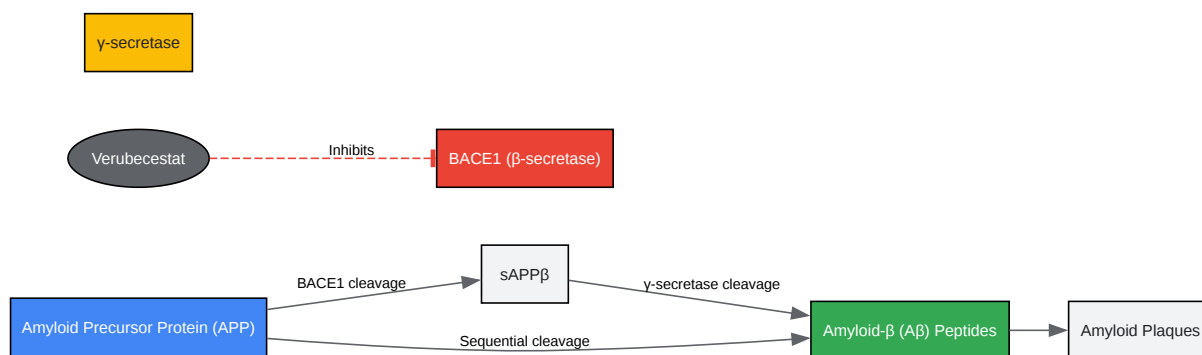 γ-secretase
Verubecestat
Inhibits
BACE1 (β-secretase)
BACE1 cleavage
sAPPβ
γ-secretase cleavage
Amyloid Precursor Protein (APP)
Sequential cleavage
Amyloid-β (Aβ) Peptides
Amyloid Plaques